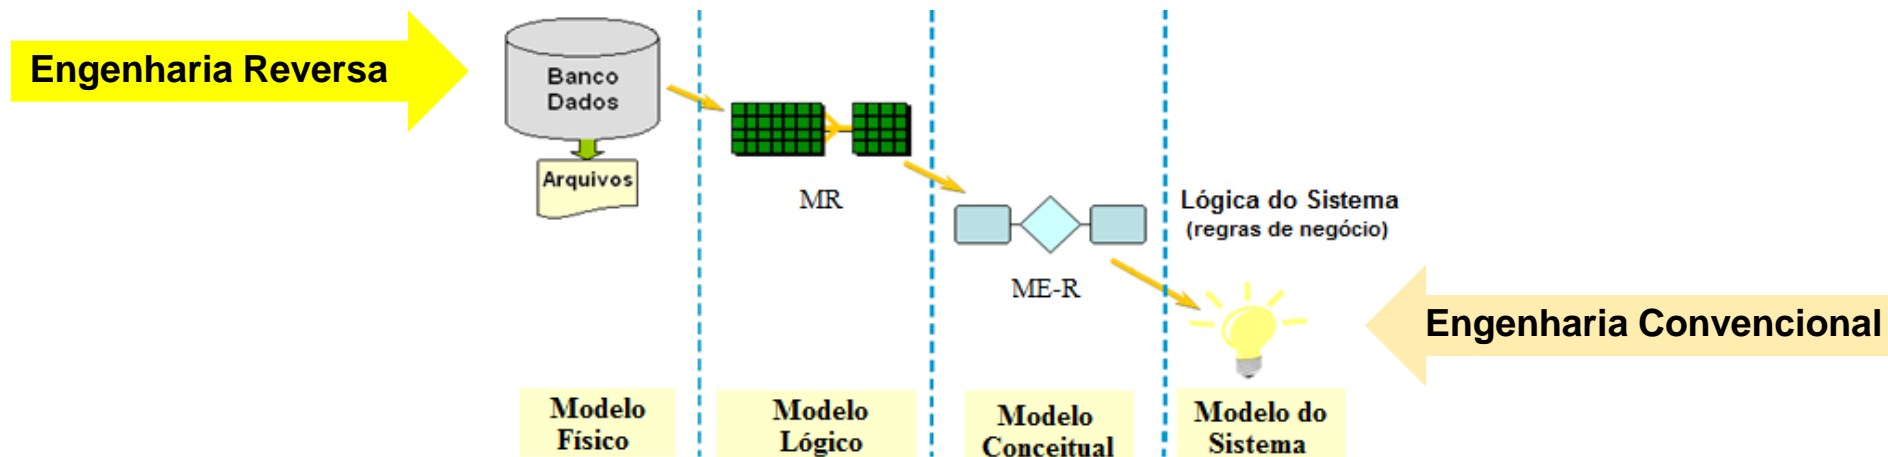 Engenharia Reversa
Banco
Dados
Arquivos
MR
ME-R
Lógica do Sistema
(regras de negócio)
Engenharia Convencional
Modelo
Físico
Modelo
Lógico
Modelo
Conceitual
Modelo do
Sistema